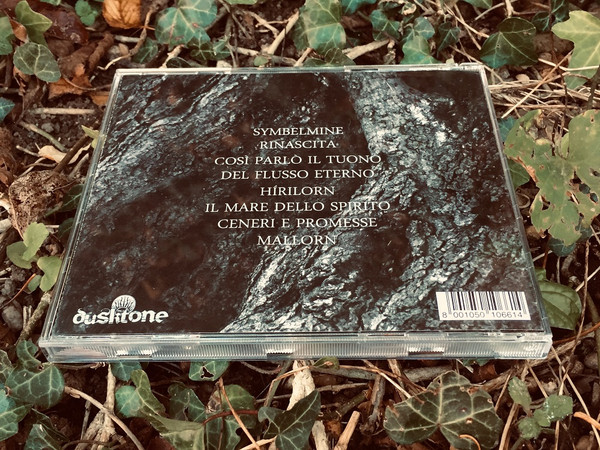 SYMBELMINE
RINASCITA
COSÌ PARLÒ IL TUONO
DEL FLUSSO ETERNO
HÍRILORN
IL MARE DELLO SPIRITO
CENERI E PROMESSE
MALLORN
dusktone
8 001050 106614